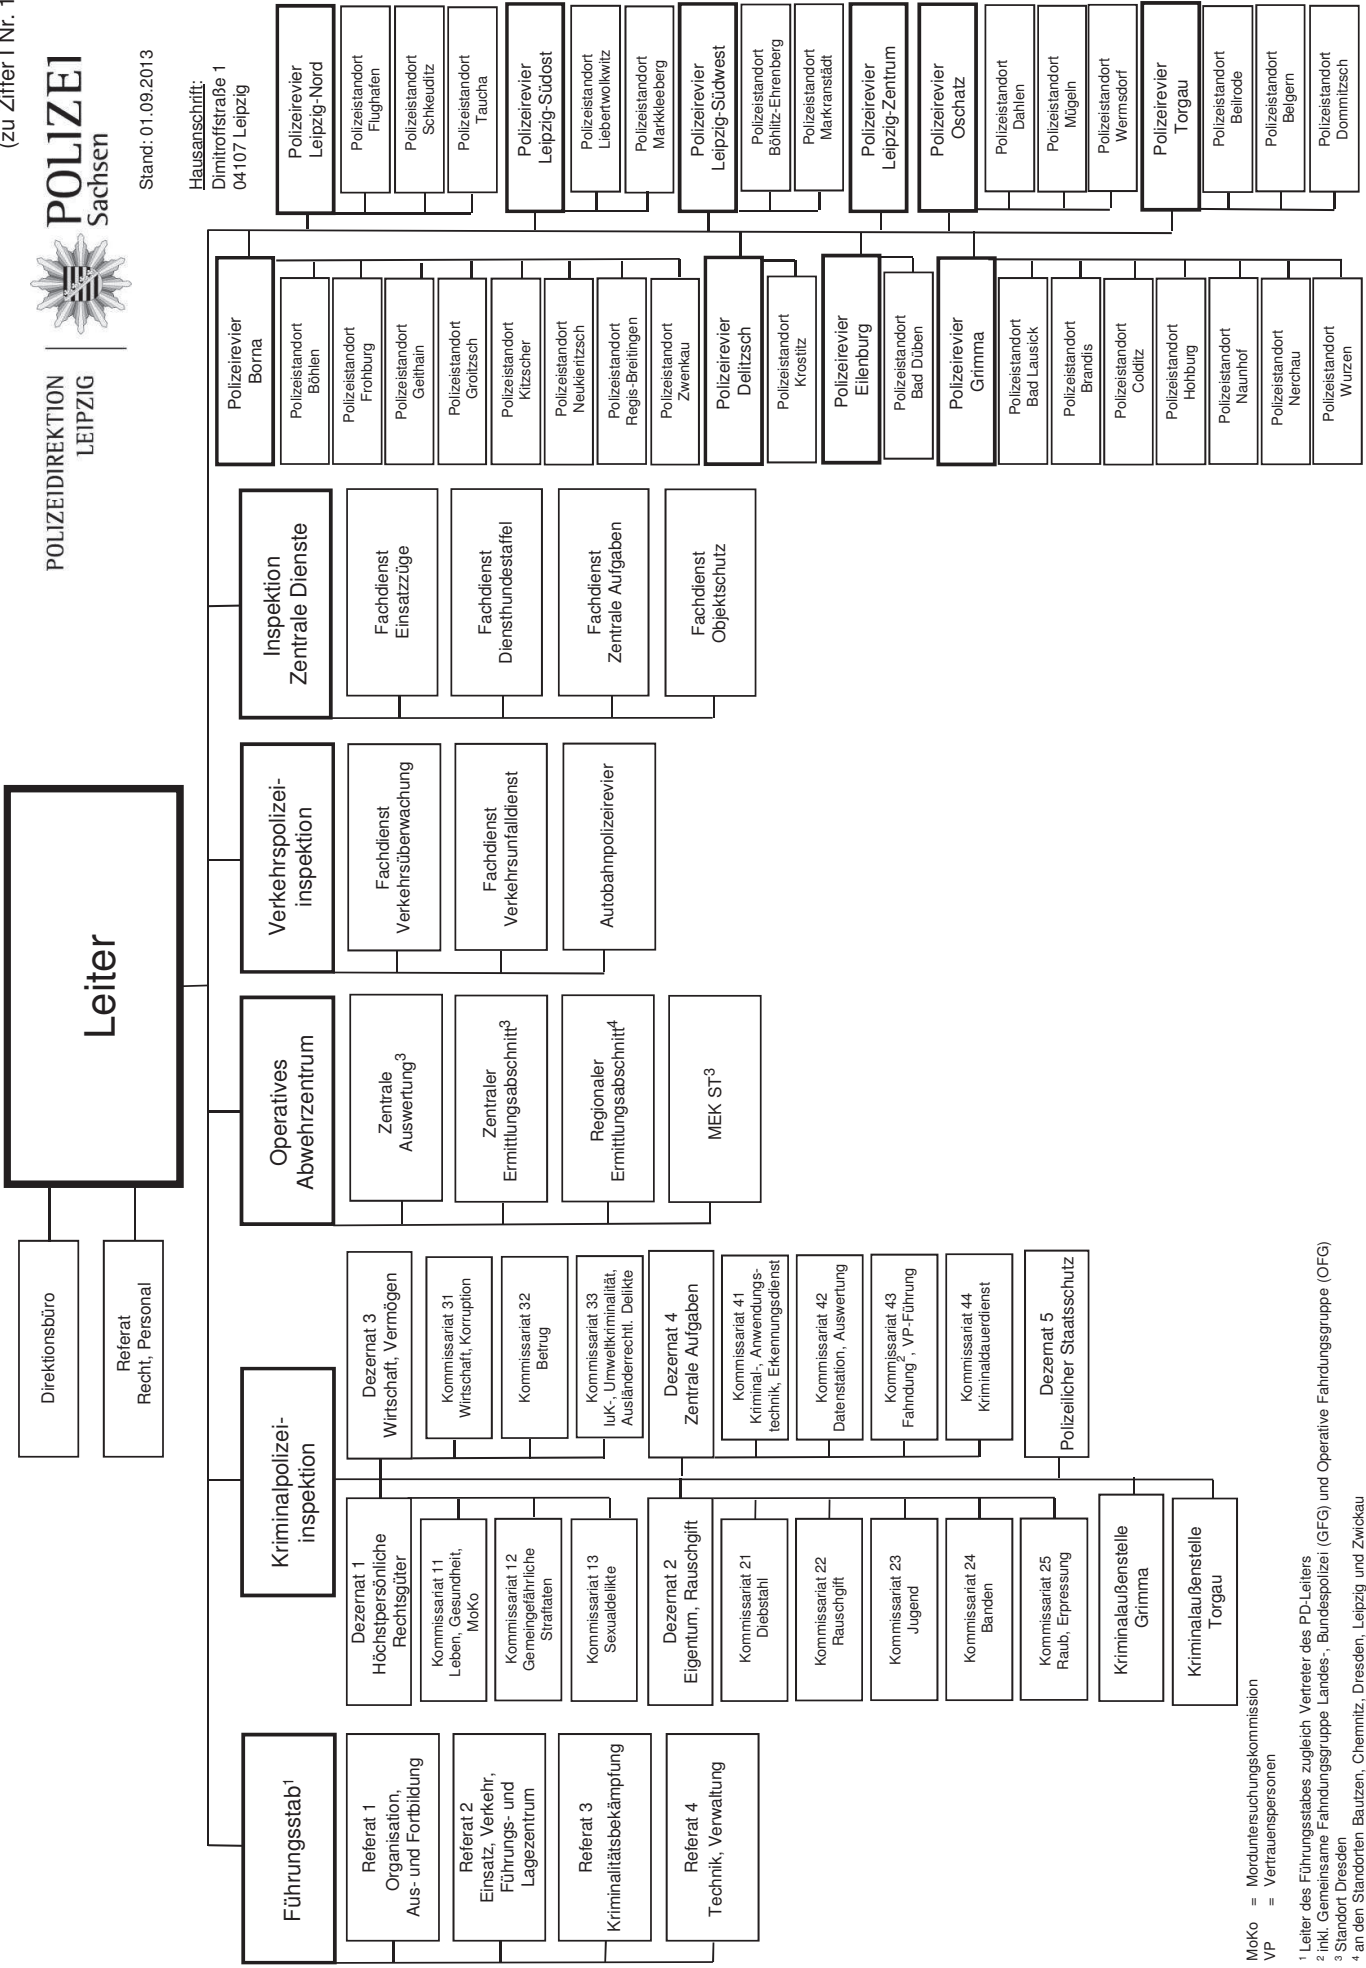 (zu Ziffer I Nr. 1
POLIZEIDIREKTION
LEIPZIG
POLIZEI
Sachsen
Stand: 01.09.2013
Hausanschrift:
Dimitroffstraße 1
04107 Leipzig
Leiter
Direktionsbüro
Referat
Recht, Personal
Führungsstab¹
Referat 1
Organisation,
Aus- und Fortbildung
Referat 2
Einsatz, Verkehr,
Führungs- und
Lagezentrum
Referat 3
Kriminalitätsbekämpfung
Referat 4
Technik, Verwaltung
Kriminalpolizei-
inspektion
Dezernat 1
Höchstpersönliche
Rechtsgüter
Kommissariat 11
Leben, Gesundheit,
MoKo
Kommissariat 12
Gemeingefährliche
Straftaten
Kommissariat 13
Sexualdelikte
Dezernat 2
Eigentum, Rauschgift
Kommissariat 21
Diebstahl
Kommissariat 22
Rauschgift
Kommissariat 23
Jugend
Kommissariat 24
Banden
Kommissariat 25
Raub, Erpressung
Kriminalaußenstelle
Grimma
Kriminalaußenstelle
Torgau
Dezernat 3
Wirtschaft, Vermögen
Kommissariat 31
Wirtschaft, Korruption
Kommissariat 32
Betrug
Kommissariat 33
IuK-, Umweltkriminalität,
Ausländerrechtl. Delikte
Dezernat 4
Zentrale Aufgaben
Kommissariat 41
Kriminal-, Anwendungs-
technik, Erkennungsdienst
Kommissariat 42
Datenstation, Auswertung
Kommissariat 43
Fahndung², VP-Führung
Kommissariat 44
Kriminaldauerdienst
Dezernat 5
Polizeilicher Staatsschutz
Operatives
Abwehrzentrum
Zentrale
Auswertung³
Zentraler
Ermittlungsabschnitt³
Regionaler
Ermittlungsabschnitt⁴
MEK ST³
Verkehrspolizei-
inspektion
Fachdienst
Verkehrsüberwachung
Fachdienst
Verkehrsunfalldienst
Autobahnpolizeirevier
Inspektion
Zentrale Dienste
Fachdienst
Einsatzzüge
Fachdienst
Diensthundestaffel
Fachdienst
Zentrale Aufgaben
Fachdienst
Objektschutz
Polizeirevier
Borna
Polizeistandort
Böhlen
Polizeistandort
Frohburg
Polizeistandort
Geithain
Polizeistandort
Groitzsch
Polizeistandort
Kitzscher
Polizeistandort
Neukieritzsch
Polizeistandort
Regis-Breitingen
Polizeistandort
Zwenkau
Polizeirevier
Delitzsch
Polizeistandort
Krostitz
Polizeirevier
Eilenburg
Polizeistandort
Bad Düben
Polizeirevier
Grimma
Polizeistandort
Bad Lausick
Polizeistandort
Brandis
Polizeistandort
Colditz
Polizeistandort
Hohburg
Polizeistandort
Naunhof
Polizeistandort
Nerchau
Polizeistandort
Wurzen
Polizeirevier
Leipzig-Nord
Polizeistandort
Flughafen
Polizeistandort
Schkeuditz
Polizeistandort
Taucha
Polizeirevier
Leipzig-Südost
Polizeistandort
Liebertwolkwitz
Polizeistandort
Markkleeberg
Polizeirevier
Leipzig-Südwest
Polizeistandort
Böhlitz-Ehrenberg
Polizeistandort
Markranstädt
Polizeirevier
Leipzig-Zentrum
Polizeirevier
Oschatz
Polizeistandort
Dahlen
Polizeistandort
Mügeln
Polizeistandort
Wermsdorf
Polizeirevier
Torgau
Polizeistandort
Beilrode
Polizeistandort
Belgern
Polizeistandort
Dommitzsch
MoKo = Morduntersuchungskommission
VP = Vertrauenspersonen
¹ Leiter des Führungsstabes zugleich Vertreter des PD-Leiters
² inkl. Gemeinsame Fahndungsgruppe Landes-, Bundespolizei (GFG) und Operative Fahrdungsgruppe (OFG)
³ Standort Dresden
⁴ an den Standorten Bautzen, Chemnitz, Dresden, Leipzig und Zwickau